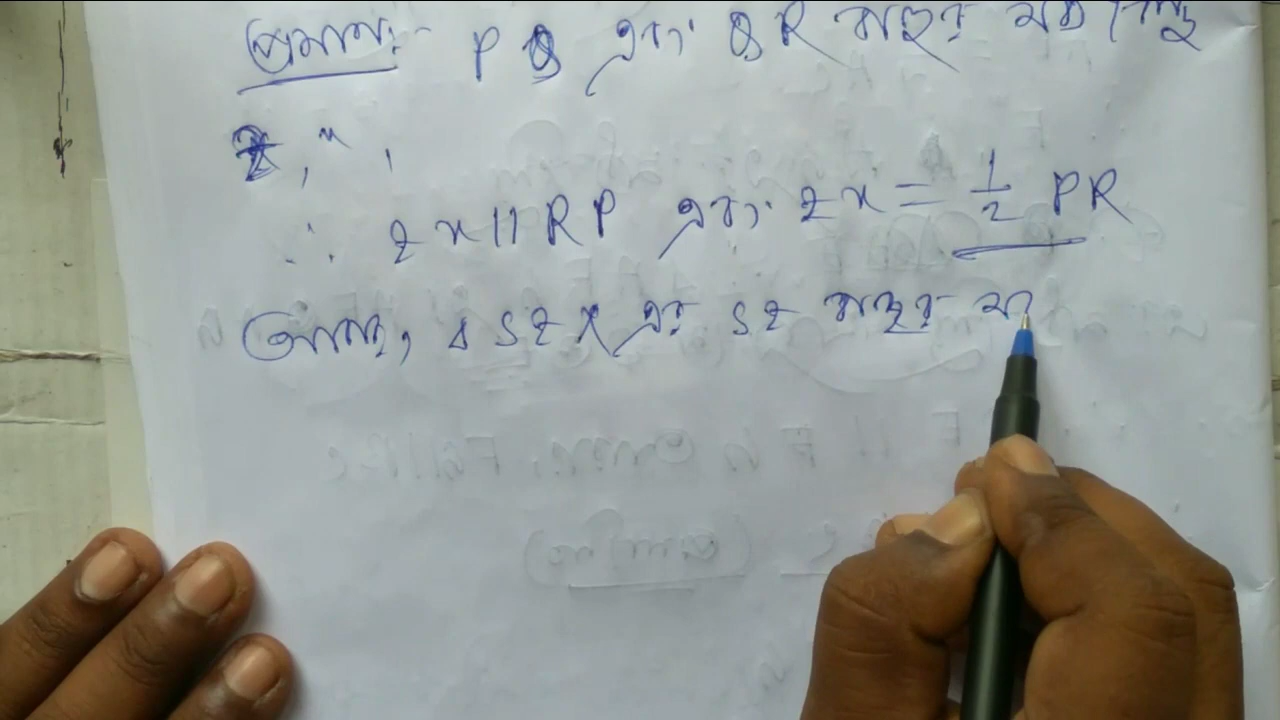 প্রমাণঃ- PQ এবং QR বাহুর মধ্যবিন্দু
Z, x,
∴ Zx || RP এবং Zx = 1/2 PR
আবার, Δ SZX এর SZ বাহুর মধ